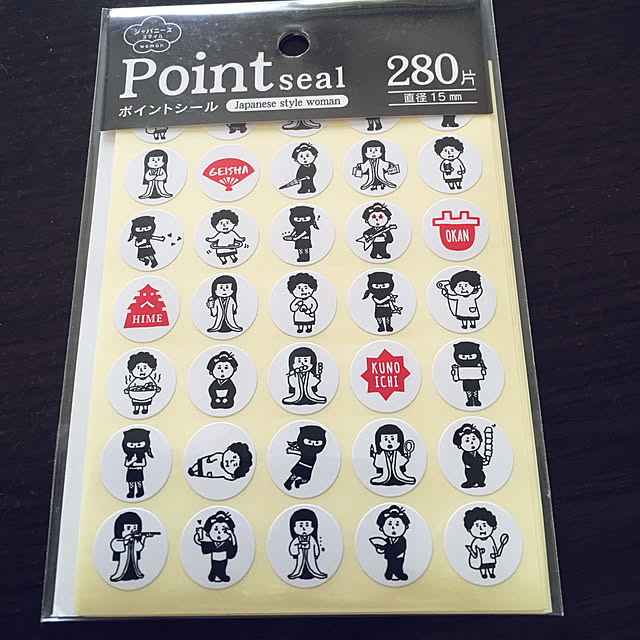 ジャパニーズ
スタイル
woman
Point seal
280片
ポイントシール
Japanese style woman
直径15mm
GEISHA
OKAN
HIME
KUNO
ICHI